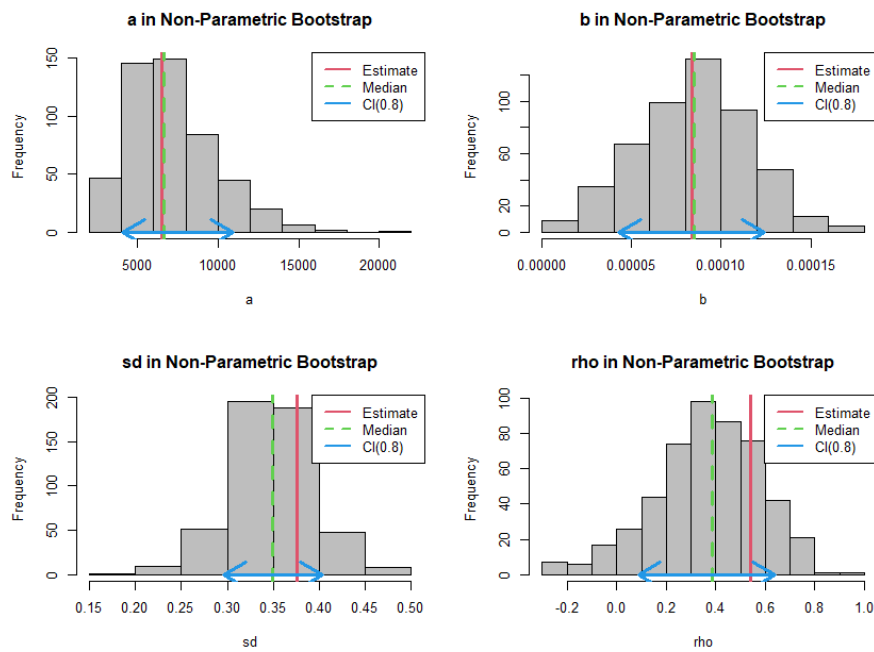 a in Non-Parametric Bootstrap
Frequency
150
100
50
0
Estimate
Median
CI(0.8)
5000 10000 15000 20000
a
b in Non-Parametric Bootstrap
Frequency
100
60
20
0
Estimate
Median
CI(0.8)
0.00000 0.00005 0.00010 0.00015
b
sd in Non-Parametric Bootstrap
Frequency
200
150
100
50
0
Estimate
Median
CI(0.8)
0.15 0.20 0.25 0.30 0.35 0.40 0.45 0.50
sd
rho in Non-Parametric Bootstrap
Frequency
100
80
60
40
20
0
Estimate
Median
CI(0.8)
-0.2 0.0 0.2 0.4 0.6 0.8 1.0
rho